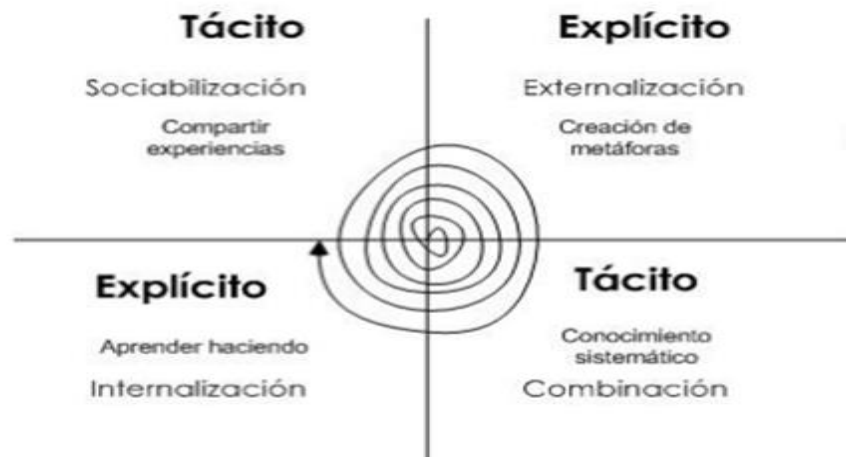 Tácito
Sociabilización
Compartir
experiencias
Explícito
Externalización
Creación de
metáforas
Explícito
Aprender haciendo
Internalización
Tácito
Conocimiento
sistemático
Combinación